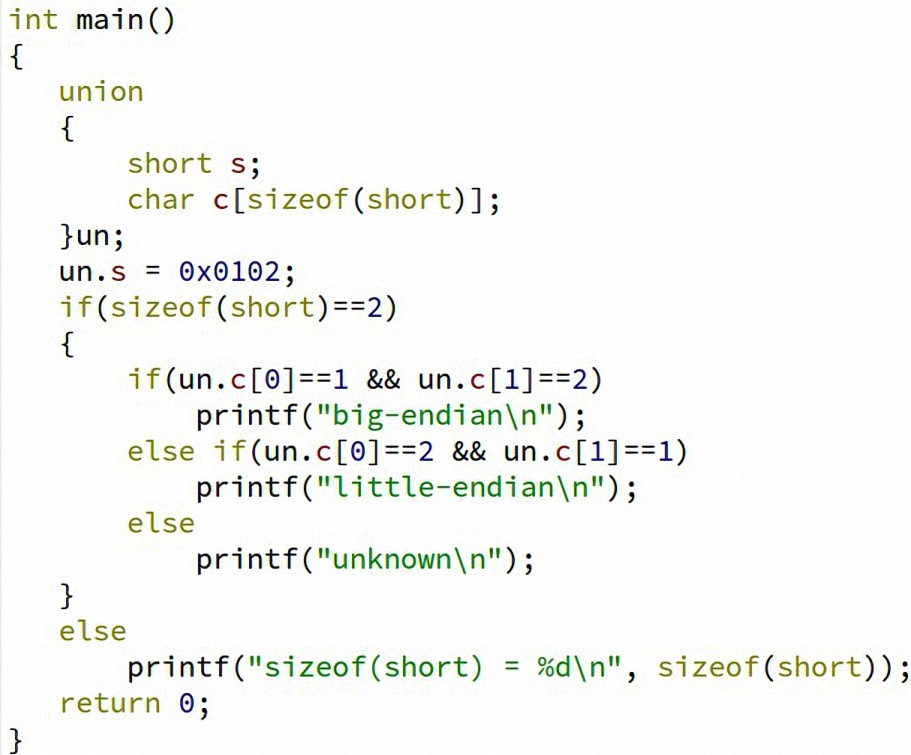 int main()
{
union
{
short s;
char c[sizeof(short)];
}un;
un.s = 0x0102;
if(sizeof(short)==2)
{
if(un.c[0]==1 && un.c[1]==2)
printf("big-endian\n");
else if(un.c[0]==2 && un.c[1]==1)
printf("little-endian\n");
else
printf("unknown\n");
}
else
printf("sizeof(short) = %d\n", sizeof(short));
return 0;
}